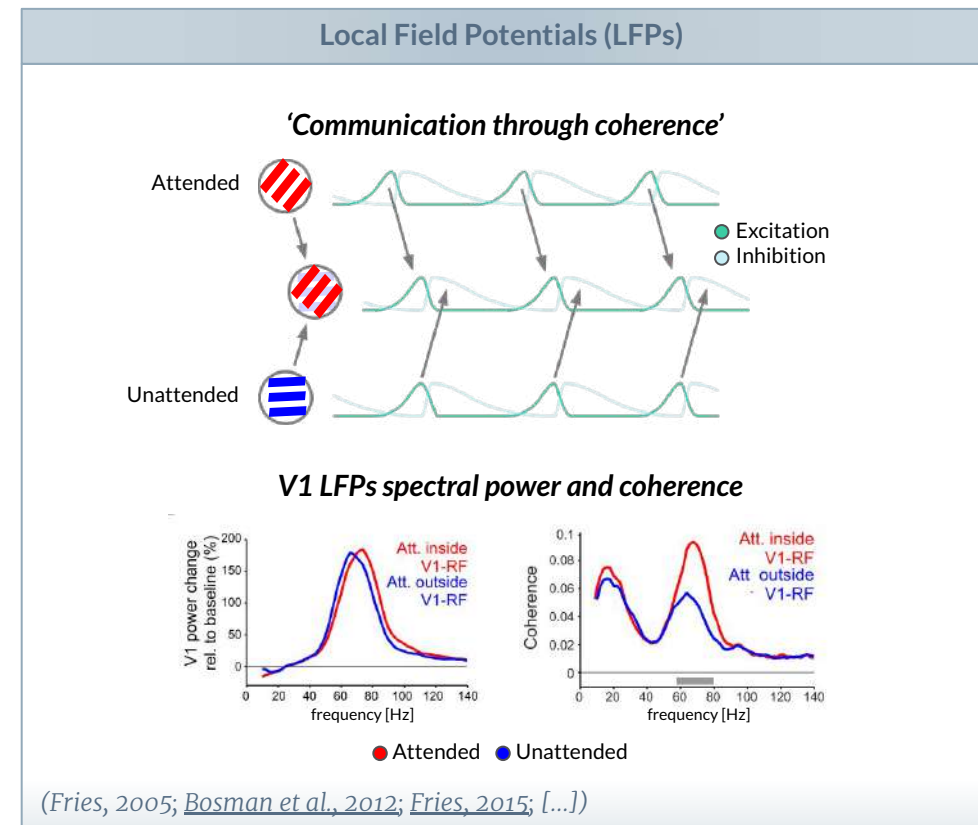 Local Field Potentials (LFPs)
‘Communication through coherence’
Attended
Excitation
Inhibition
Unattended
V1 LFPs spectral power and coherence
V1 power change
rel. to baseline (%)
200
150
100
50
0
0 20 40 60 80 100 120 140
frequency [Hz]
Att. inside
V1-RF
Att. outside
V1-RF
Coherence
0.1
0.08
0.06
0.04
0.02
0
0 20 40 60 80 100 120 140
frequency [Hz]
Att. inside
V1-RF
Att outside
V1-RF
Attended Unattended
(Fries, 2005; Bosman et al., 2012; Fries, 2015; [...])